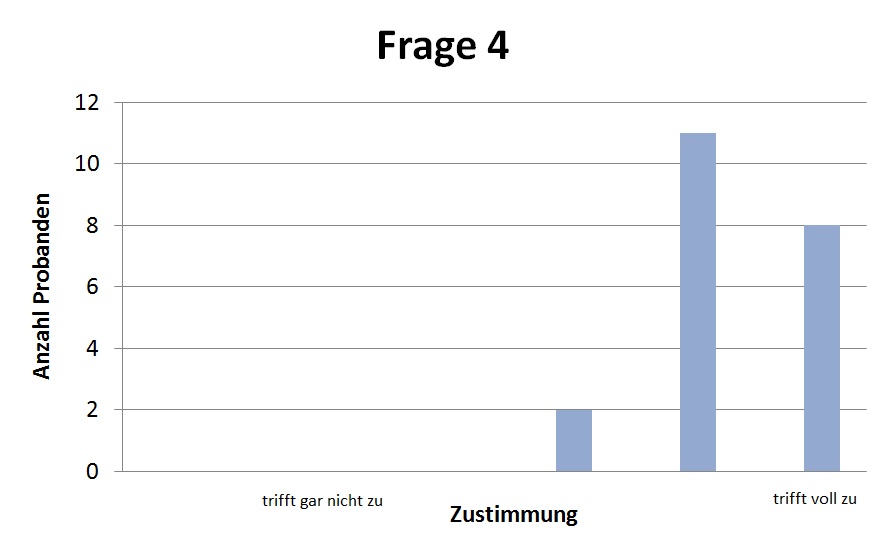 Frage 4
12
10
8
6
4
2
0
Anzahl Probanden
trifft gar nicht zu
trifft voll zu
Zustimmung